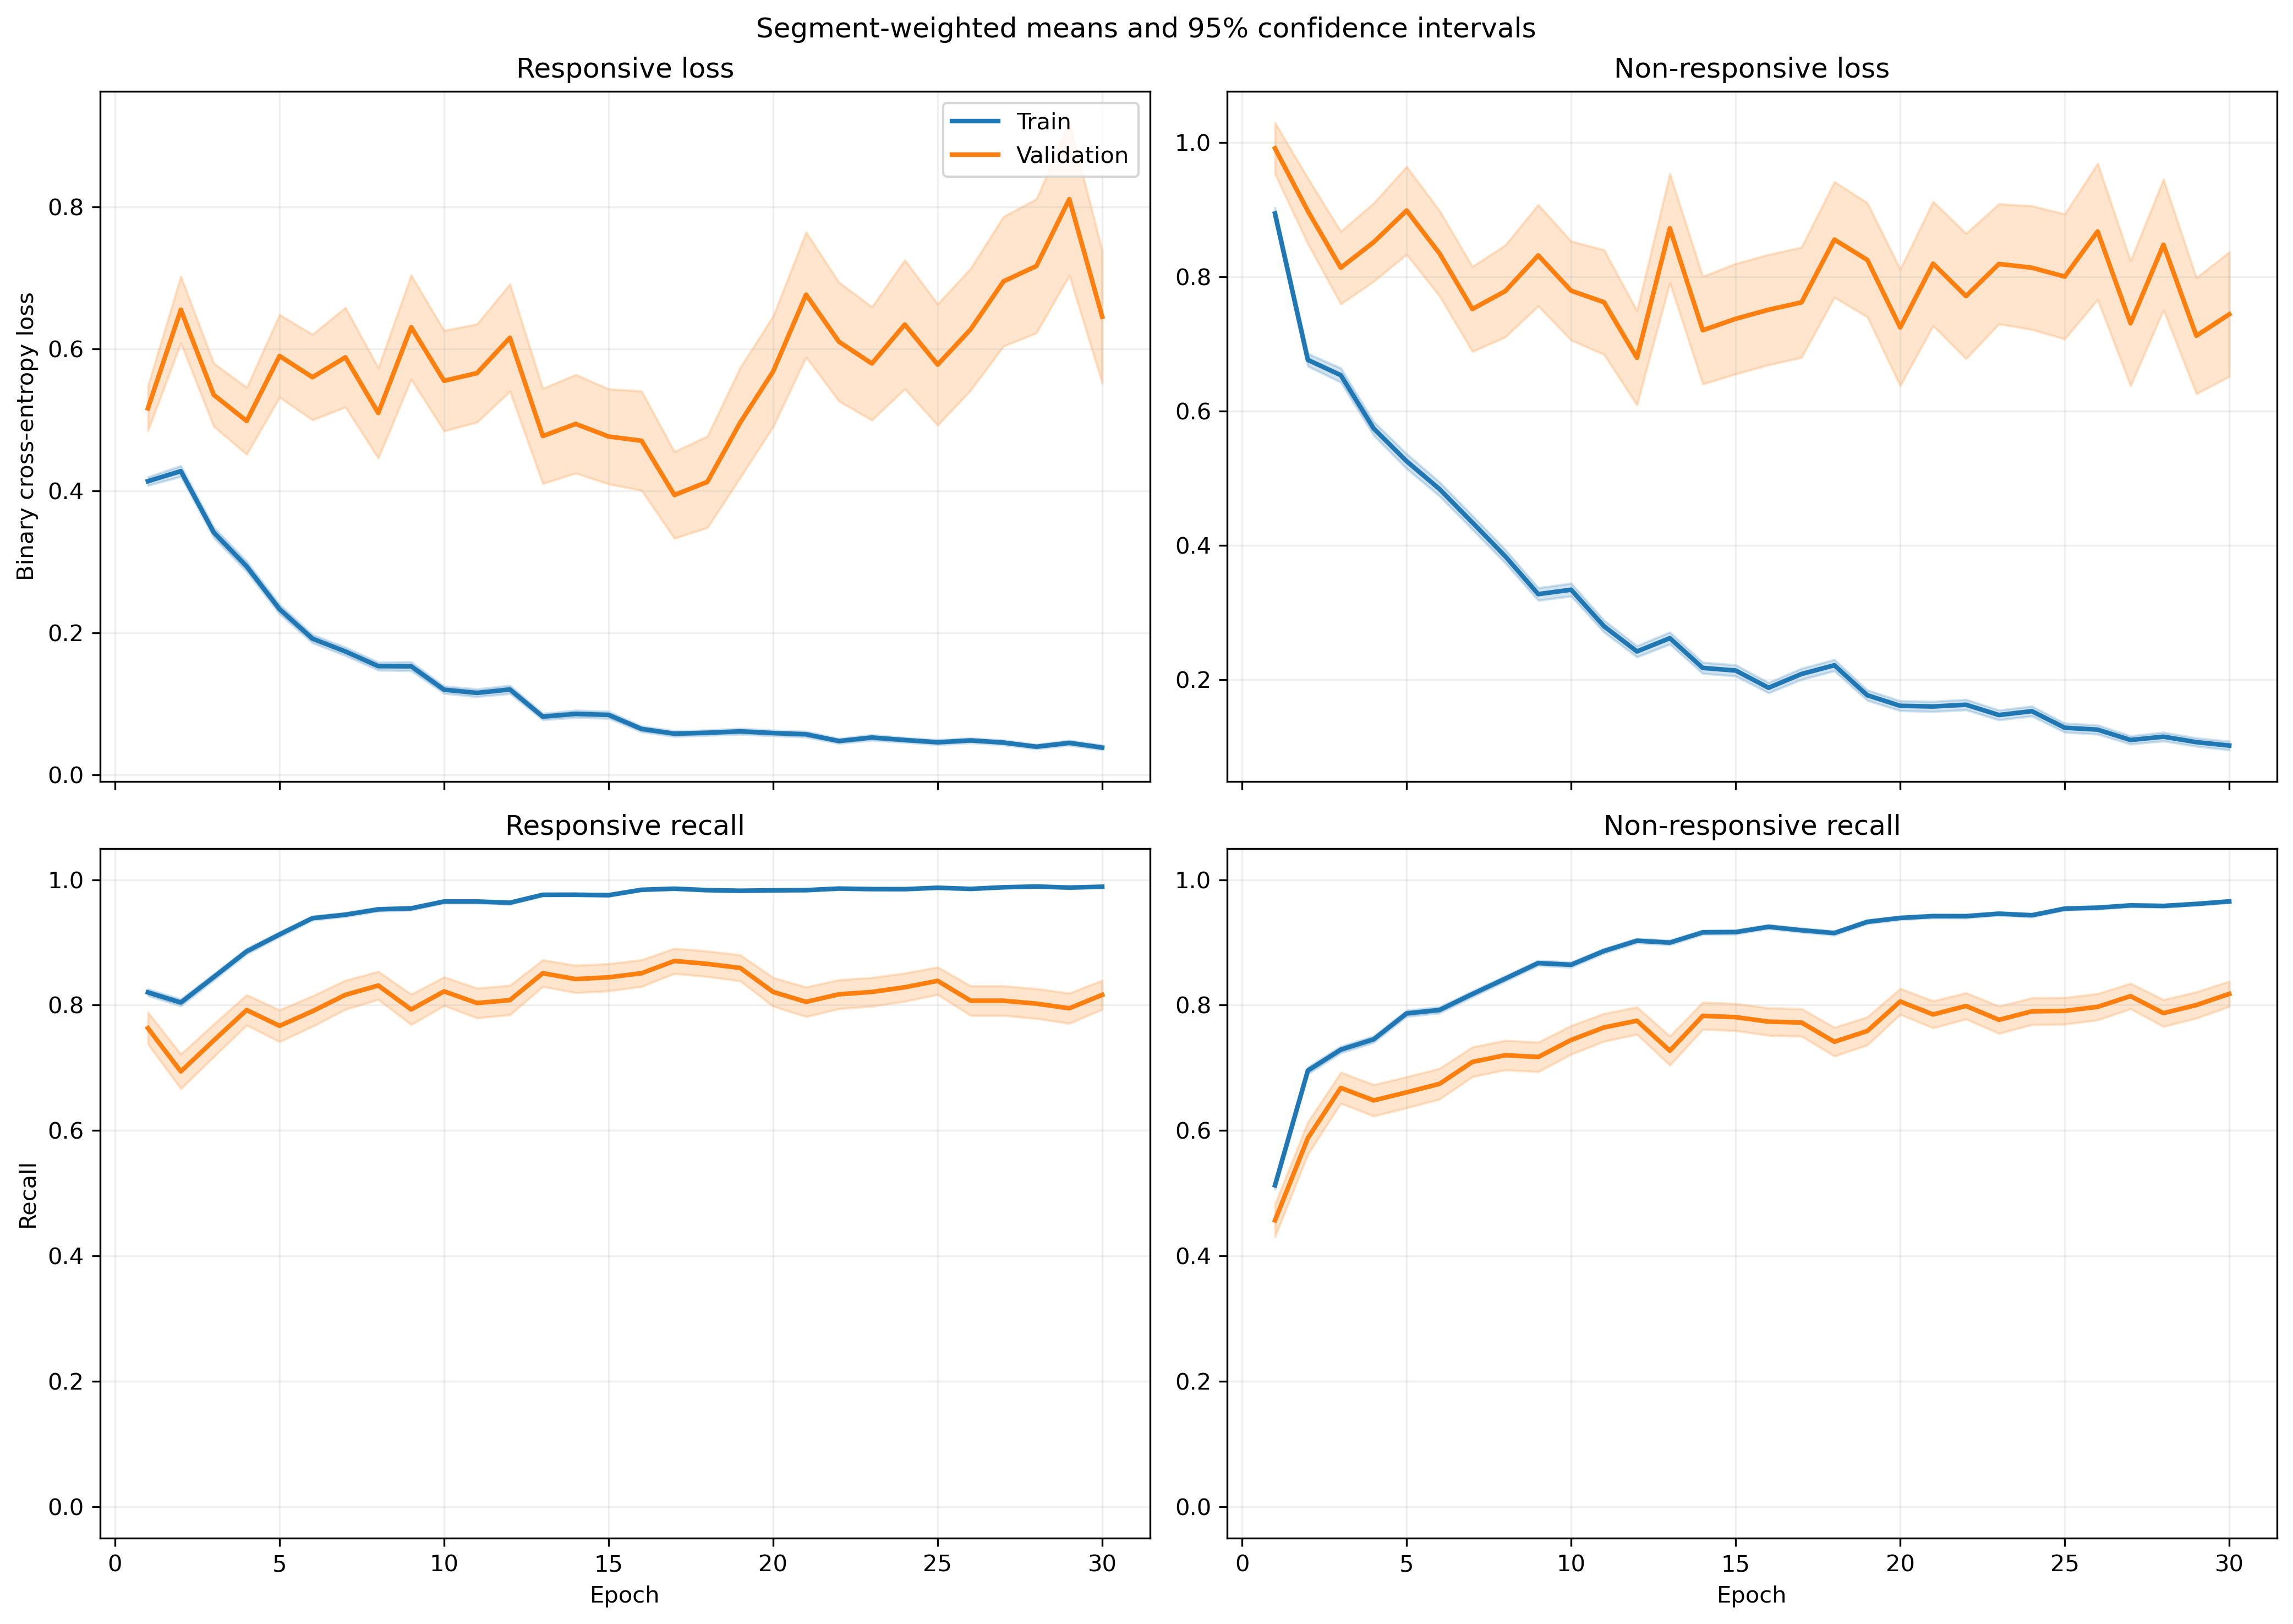 Segment-weighted means and 95% confidence intervals
Responsive loss
Non-responsive loss
Train
Validation
Binary cross-entropy loss
0.8
0.6
0.4
0.2
0.0
1.0
0.8
0.6
0.4
0.2
Responsive recall
Non-responsive recall
Recall
1.0
0.8
0.6
0.4
0.2
0.0
1.0
0.8
0.6
0.4
0.2
0.0
0 5 10 15 20 25 30
0 5 10 15 20 25 30
Epoch
Epoch